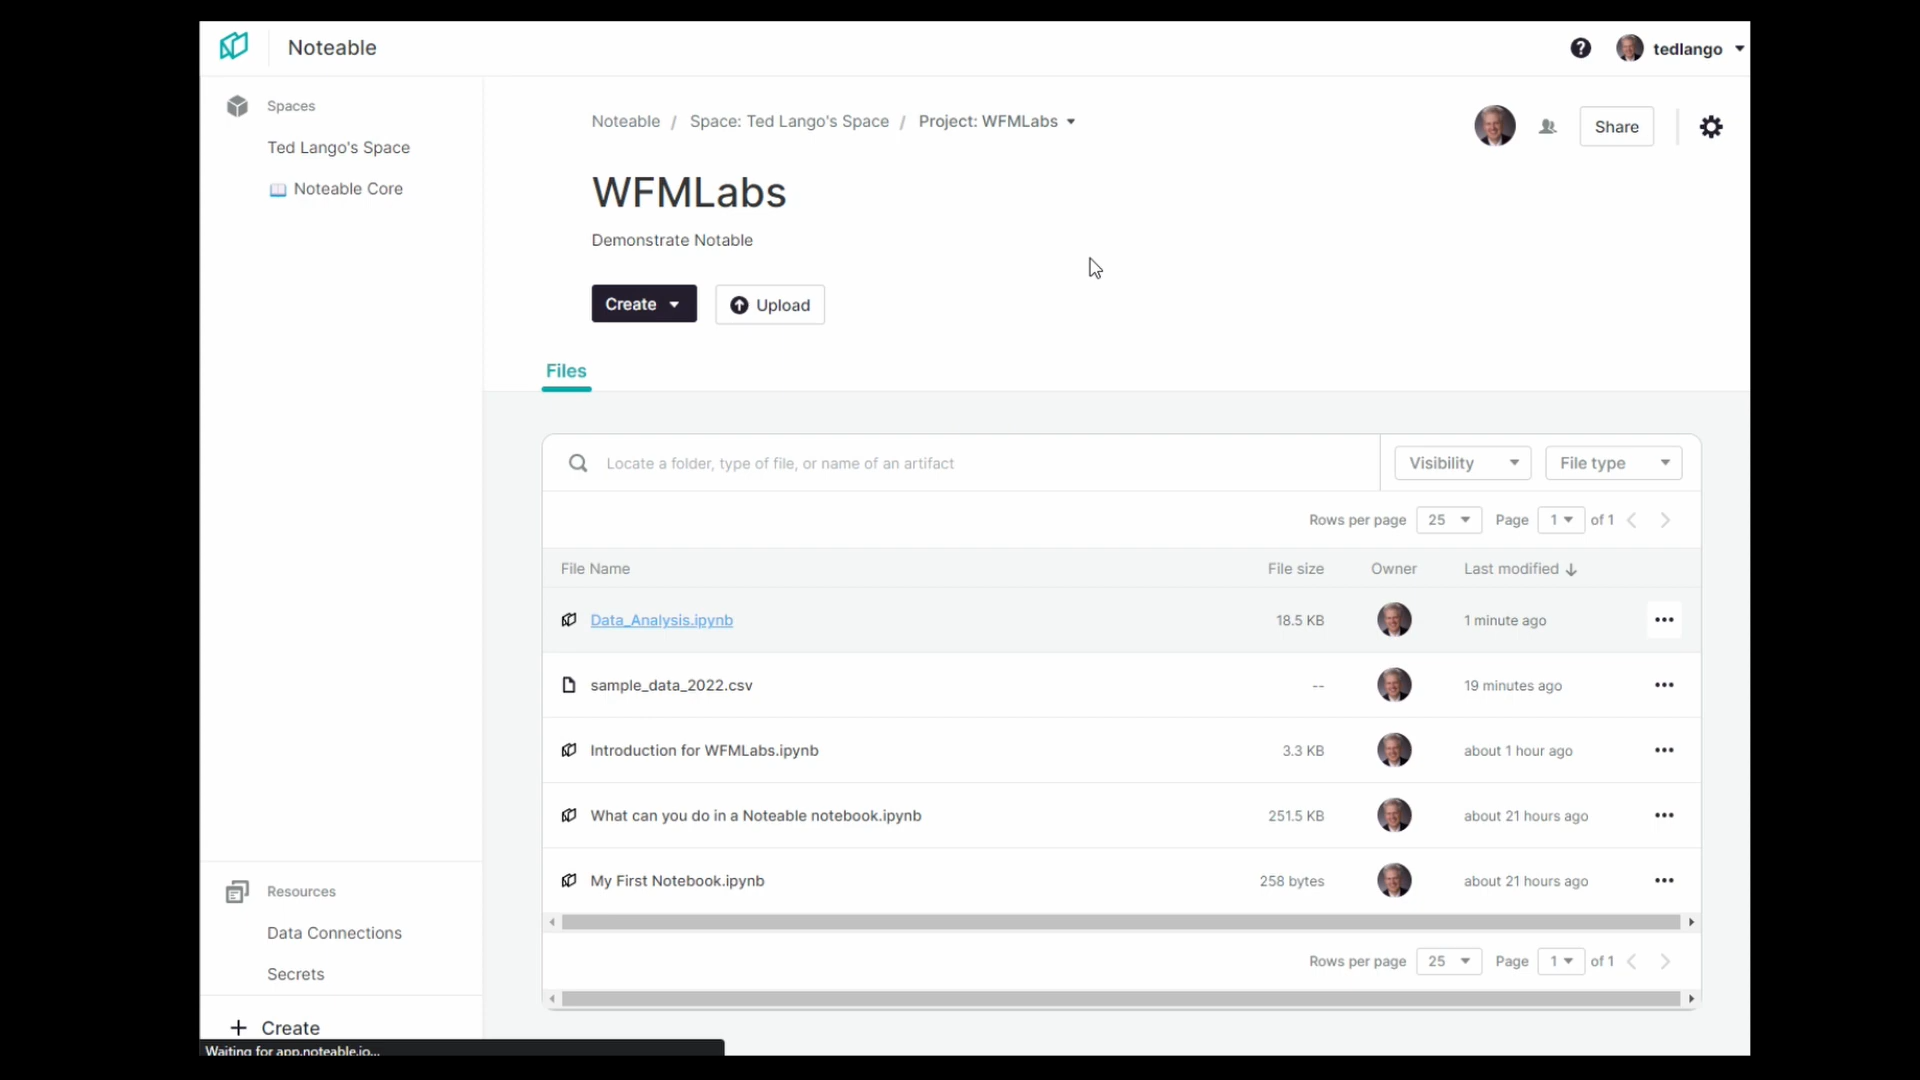 Noteable
tedlango
Spaces
Ted Lango's Space
Noteable Core
Noteable / Space: Ted Lango's Space / Project: WFMLabs
Share
WFMLabs
Demonstrate Notable
Create
Upload
Files
Locate a folder, type of file, or name of an artifact
Visibility
File type
Rows per page 25 Page 1 of 1
File Name File size Owner Last modified
Data_Analysis.ipynb 18.5 KB 1 minute ago
sample_data_2022.csv -- 19 minutes ago
Introduction for WFMLabs.ipynb 3.3 KB about 1 hour ago
What can you do in a Noteable notebook.ipynb 251.5 KB about 21 hours ago
My First Notebook.ipynb 258 bytes about 21 hours ago
Rows per page 25 Page 1 of 1
Resources
Data Connections
Secrets
+ Create
Waiting for app.noteable.io...